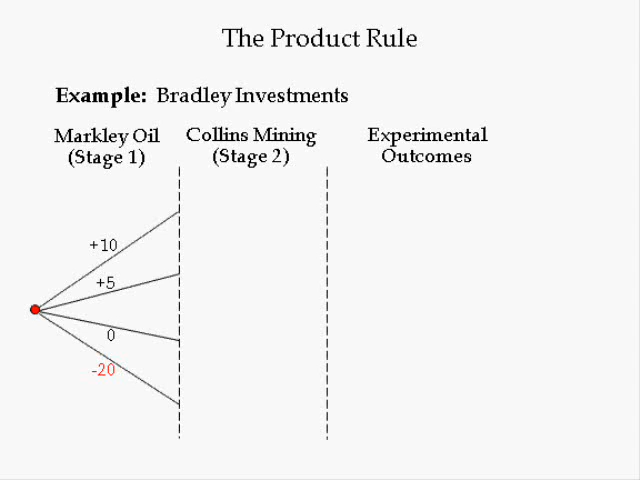 The Product Rule
Example: Bradley Investments
Markley Oil
(Stage 1)
Collins Mining
(Stage 2)
Experimental
Outcomes
+10
+5
0
-20